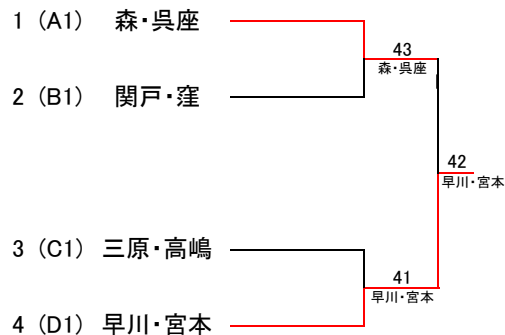 1 (A1) 森・呉座
43
森・呉座
2 (B1) 関戸・窪
42
早川・宮本
3 (C1) 三原・高嶋
41
早川・宮本
4 (D1) 早川・宮本